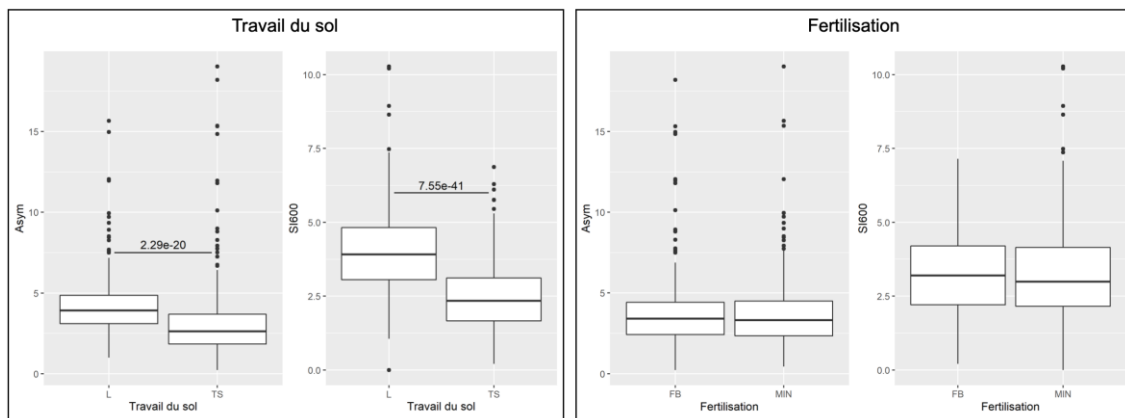 Travail du sol
Asym
15
10
5
0
2.29e-20
L
TS
Travail du sol
SI600
10.0
7.5
5.0
2.5
0.0
7.55e-41
L
TS
Travail du sol
Fertilisation
Asym
15
10
5
0
FB
MIN
Fertilisation
SI600
10.0
7.5
5.0
2.5
0.0
FB
MIN
Fertilisation